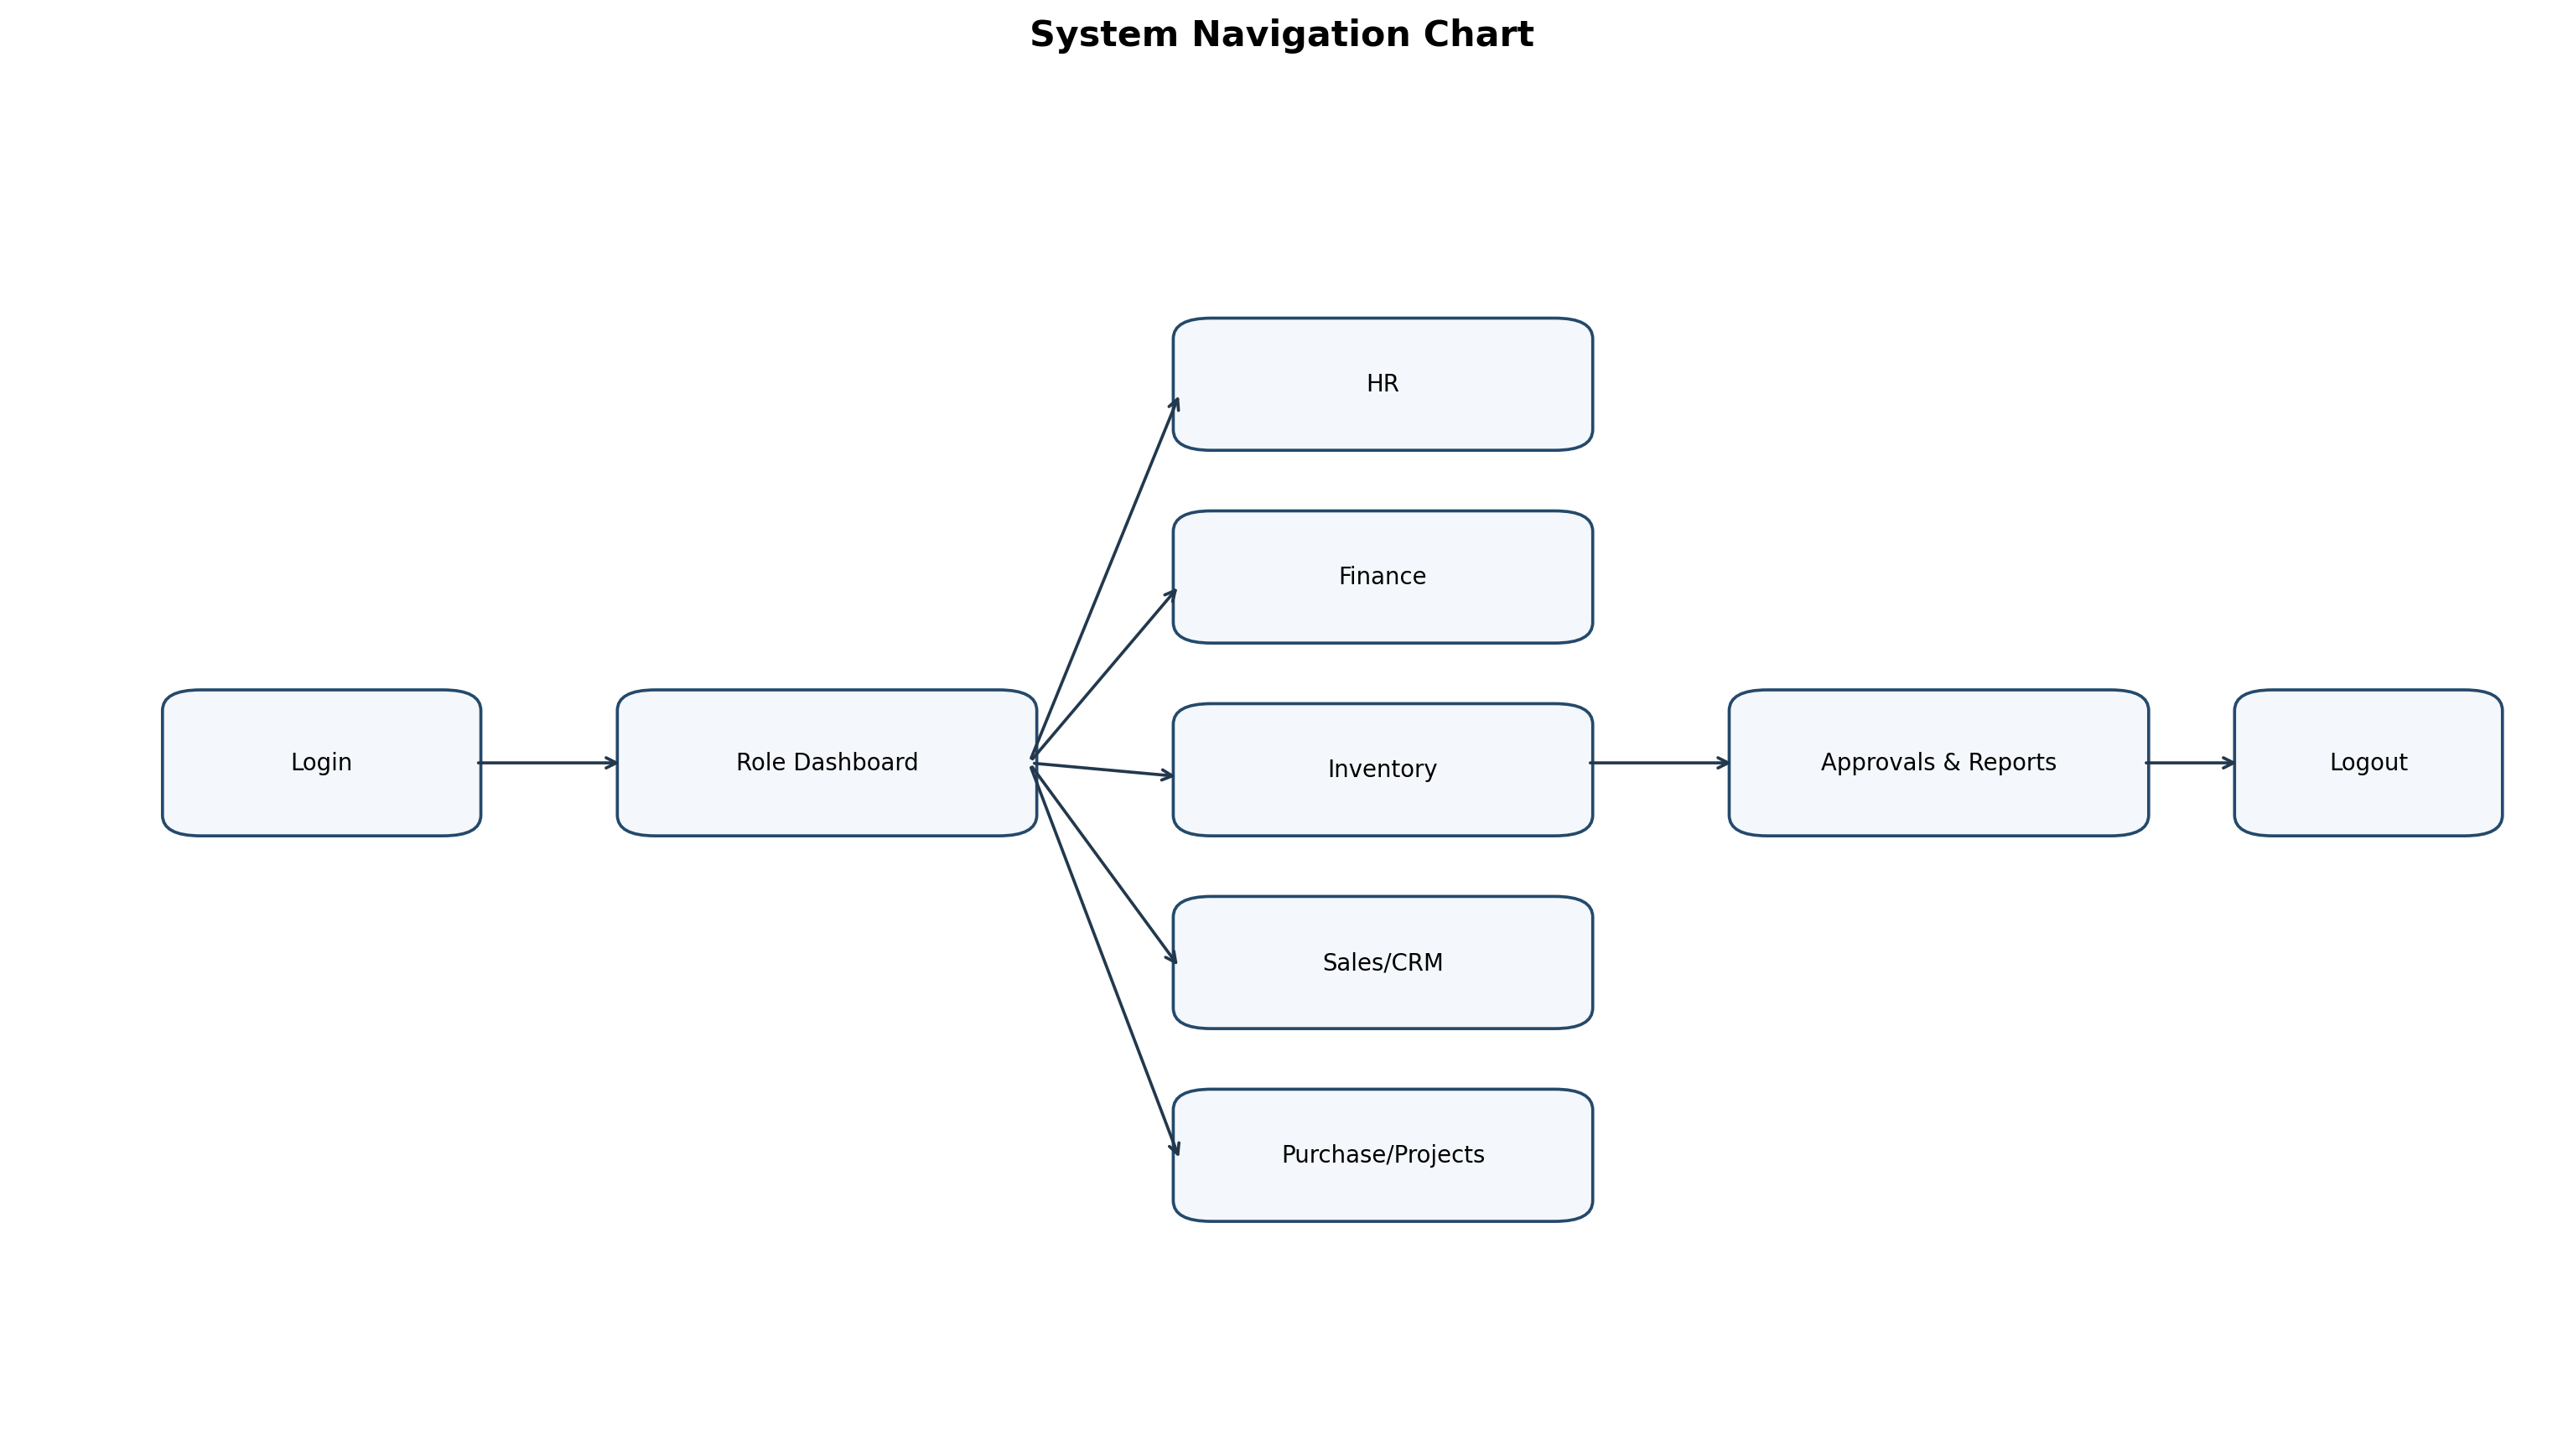 System Navigation Chart
HR
Finance
Login
Role Dashboard
Inventory
Approvals & Reports
Logout
Sales/CRM
Purchase/Projects